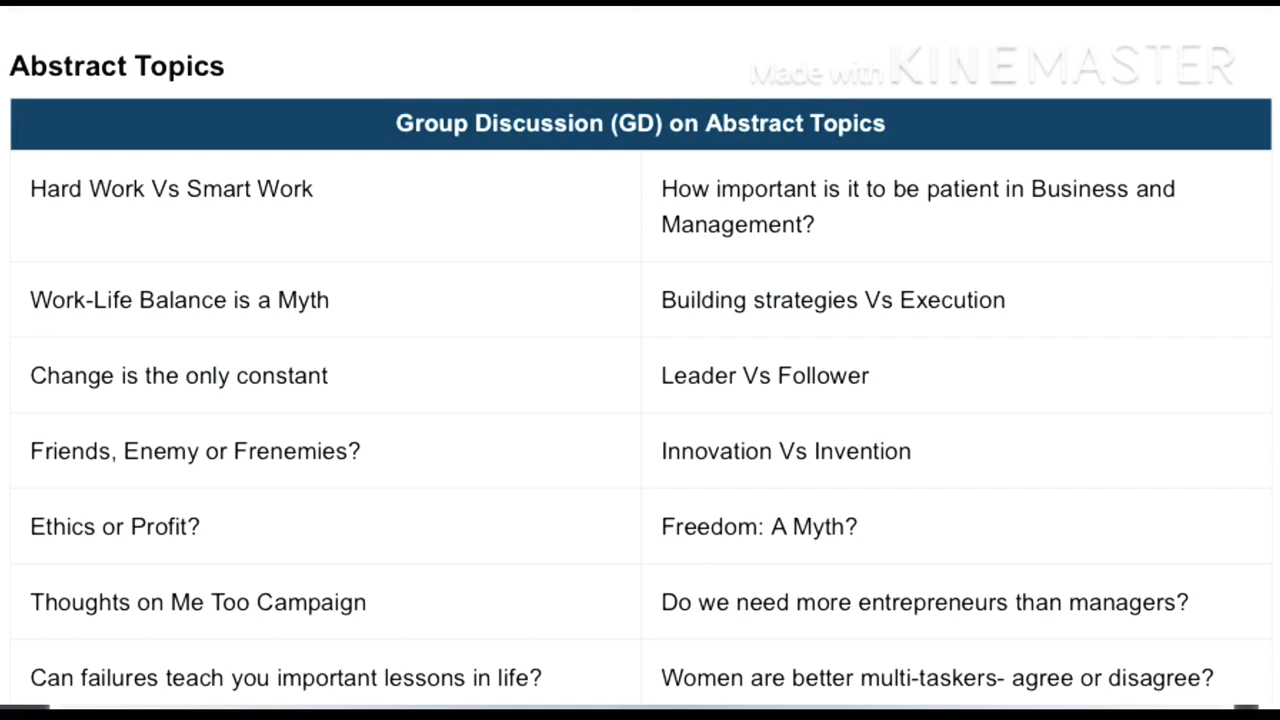 Made with KINEMASTER
Abstract Topics
Group Discussion (GD) on Abstract Topics
Hard Work Vs Smart Work
How important is it to be patient in Business and
Management?
Work-Life Balance is a Myth
Building strategies Vs Execution
Change is the only constant
Leader Vs Follower
Friends, Enemy or Frenemies?
Innovation Vs Invention
Ethics or Profit?
Freedom: A Myth?
Thoughts on Me Too Campaign
Do we need more entrepreneurs than managers?
Can failures teach you important lessons in life?
Women are better multi-taskers- agree or disagree?